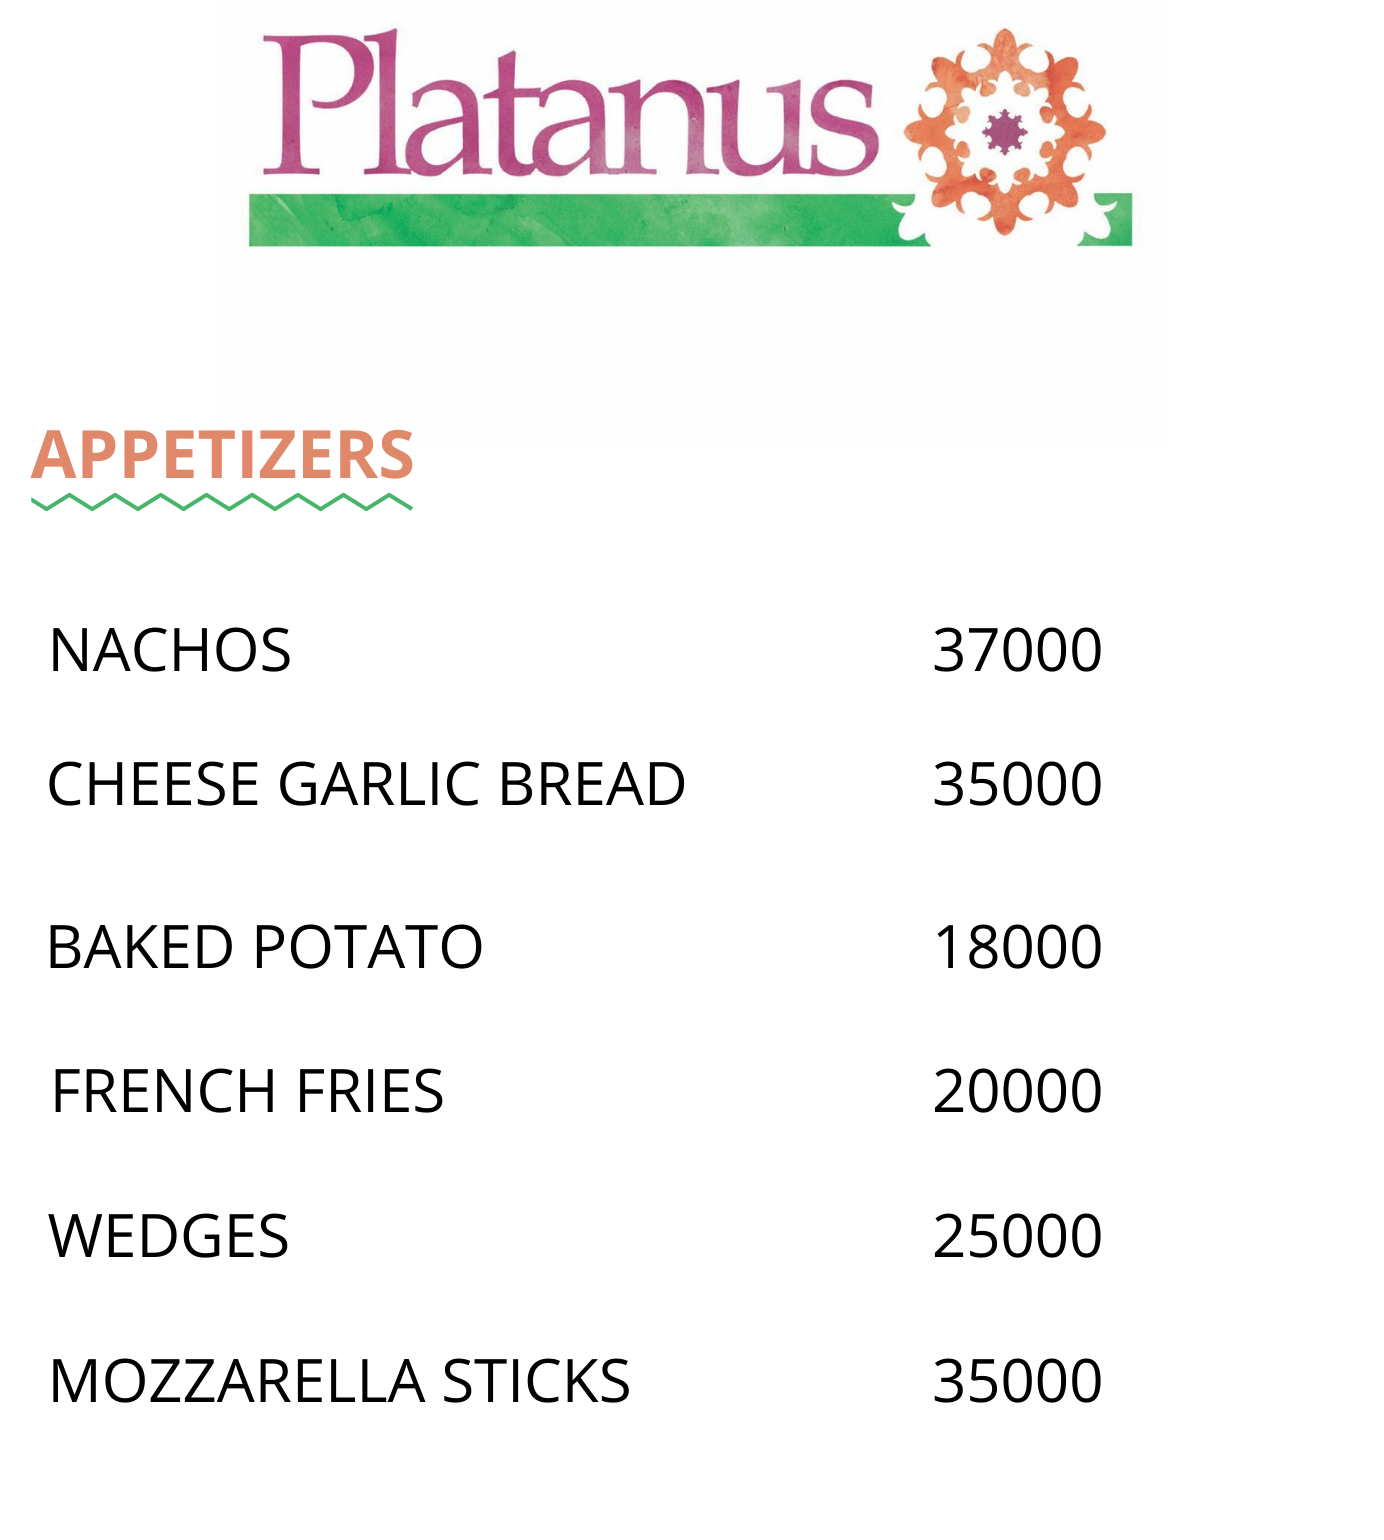 Platanus
APPETIZERS
NACHOS 37000
CHEESE GARLIC BREAD 35000
BAKED POTATO 18000
FRENCH FRIES 20000
WEDGES 25000
MOZZARELLA STICKS 35000